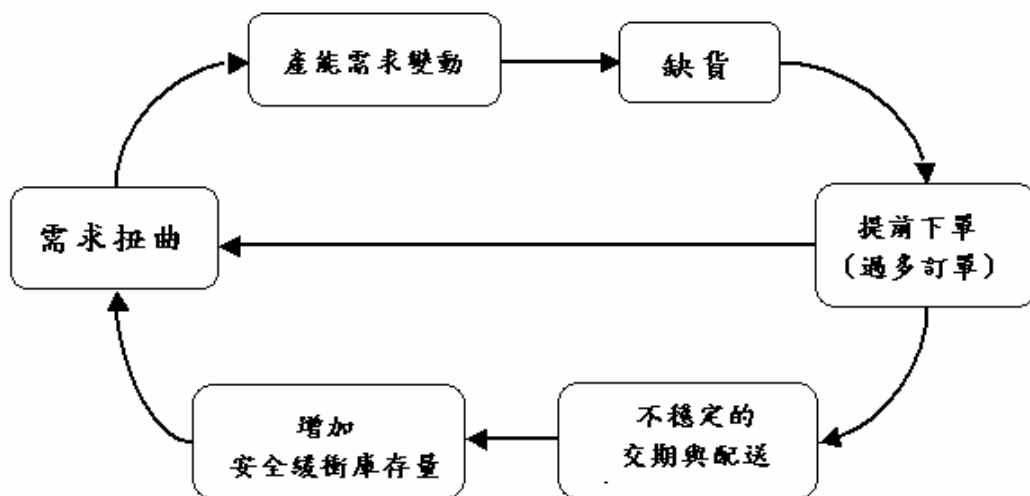 產能需求變動
缺貨
需求扭曲
提前下單
(過多訂單)
增加
安全緩衝庫存量
不穩定的
交期與配送